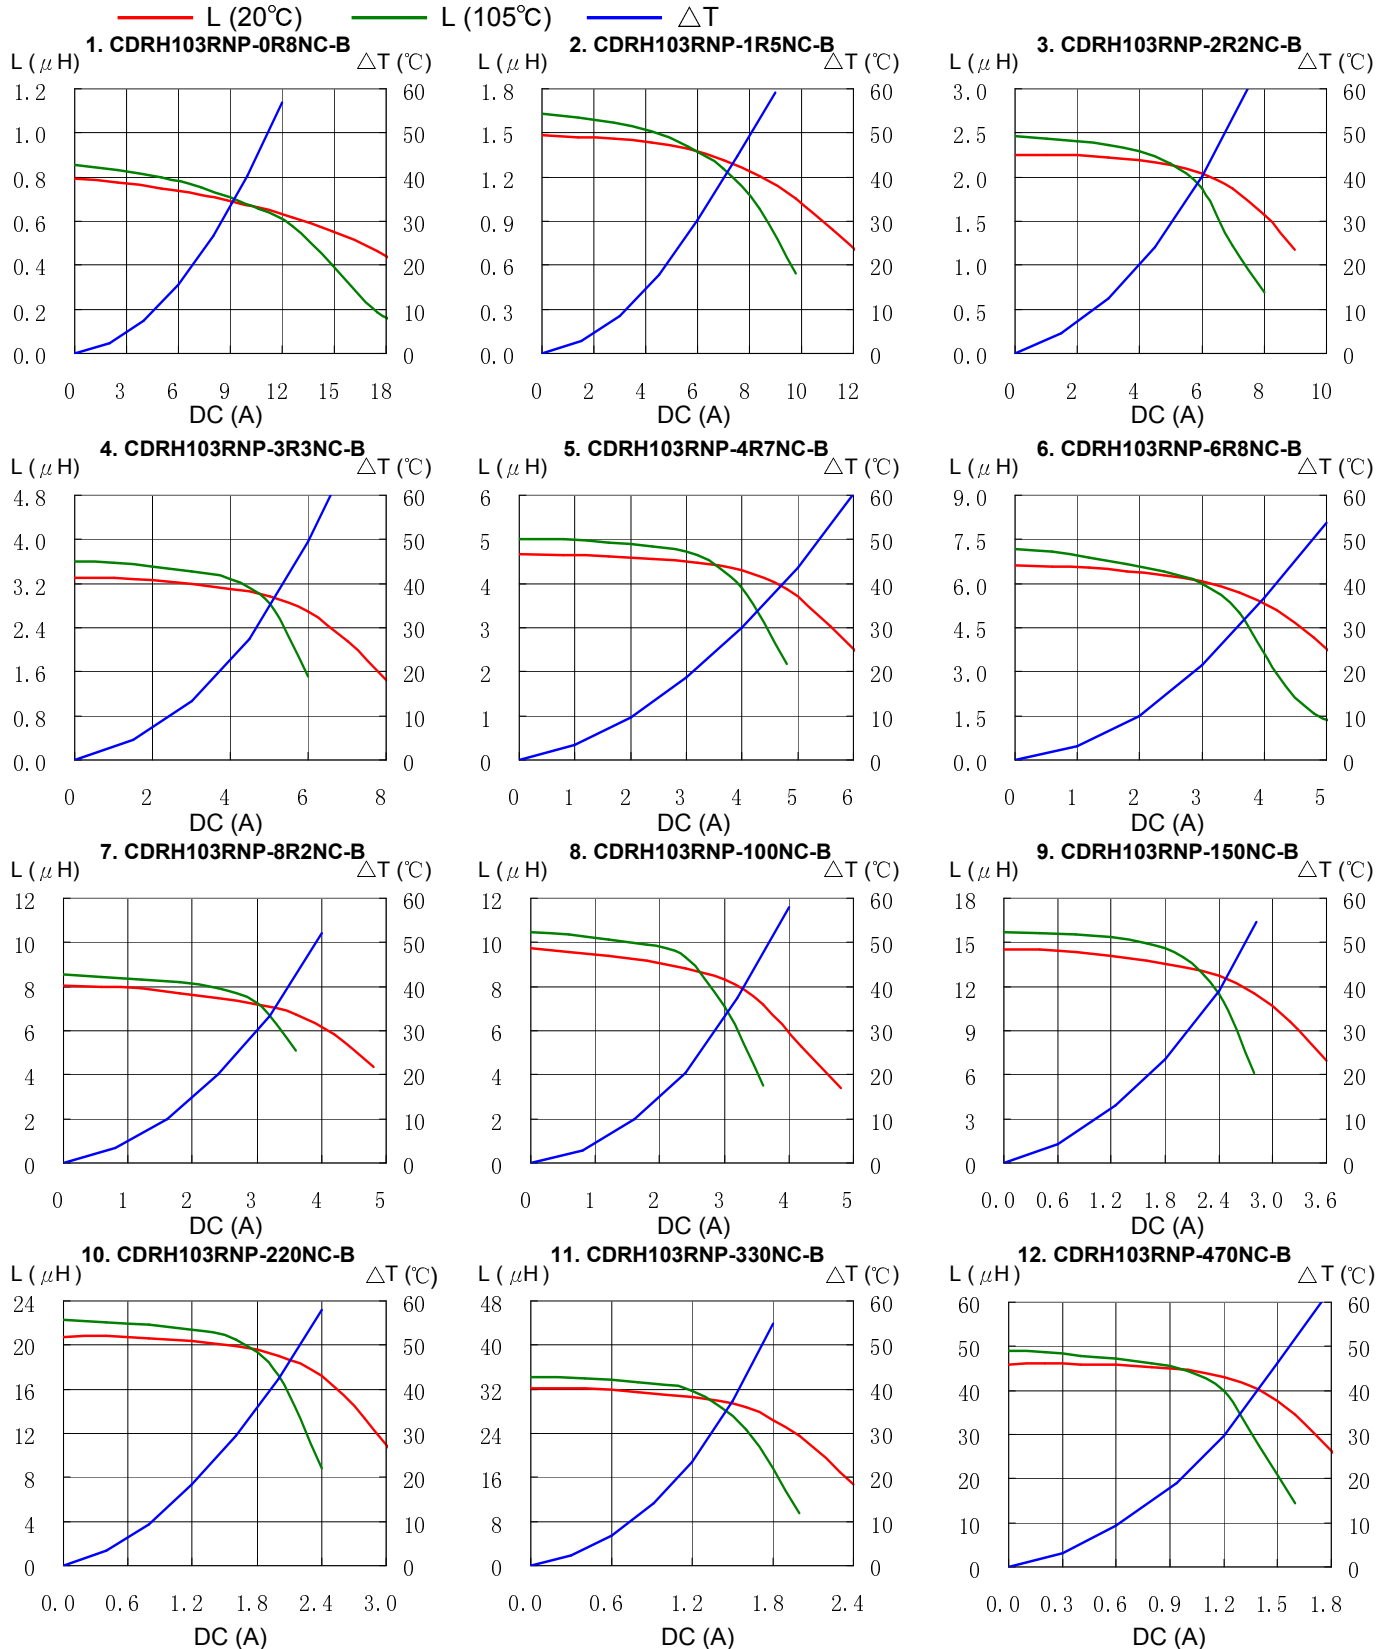 L (20℃) L (105℃) △T
1. CDRH103RNP-0R8NC-B
L (μH) △T (℃)
1.2 60
1.0 50
0.8 40
0.6 30
0.4 20
0.2 10
0.0 0
0 3 6 9 12 15 18
DC (A)
2. CDRH103RNP-1R5NC-B
L (μH) △T (℃)
1.8 60
1.5 50
1.2 40
0.9 30
0.6 20
0.3 10
0.0 0
0 2 4 6 8 10 12
DC (A)
3. CDRH103RNP-2R2NC-B
L (μH) △T (℃)
3.0 60
2.5 50
2.0 40
1.5 30
1.0 20
0.5 10
0.0 0
0 2 4 6 8 10
DC (A)
4. CDRH103RNP-3R3NC-B
L (μH) △T (℃)
4.8 60
4.0 50
3.2 40
2.4 30
1.6 20
0.8 10
0.0 0
0 2 4 6 8
DC (A)
5. CDRH103RNP-4R7NC-B
L (μH) △T (℃)
6 60
5 50
4 40
3 30
2 20
1 10
0 0
0 1 2 3 4 5 6
DC (A)
6. CDRH103RNP-6R8NC-B
L (μH) △T (℃)
9.0 60
7.5 50
6.0 40
4.5 30
3.0 20
1.5 10
0.0 0
0 1 2 3 4 5
DC (A)
7. CDRH103RNP-8R2NC-B
L (μH) △T (℃)
12 60
10 50
8 40
6 30
4 20
2 10
0 0
0 1 2 3 4 5
DC (A)
8. CDRH103RNP-100NC-B
L (μH) △T (℃)
12 60
10 50
8 40
6 30
4 20
2 10
0 0
0 1 2 3 4 5
DC (A)
9. CDRH103RNP-150NC-B
L (μH) △T (℃)
18 60
15 50
12 40
9 30
6 20
3 10
0 0
0.0 0.6 1.2 1.8 2.4 3.0 3.6
DC (A)
10. CDRH103RNP-220NC-B
L (μH) △T (℃)
24 60
20 50
16 40
12 30
8 20
4 10
0 0
0.0 0.6 1.2 1.8 2.4 3.0
DC (A)
11. CDRH103RNP-330NC-B
L (μH) △T (℃)
48 60
40 50
32 40
24 30
16 20
8 10
0 0
0.0 0.6 1.2 1.8 2.4
DC (A)
12. CDRH103RNP-470NC-B
L (μH) △T (℃)
60 60
50 50
40 40
30 30
20 20
10 10
0 0
0.0 0.3 0.6 0.9 1.2 1.5 1.8
DC (A)